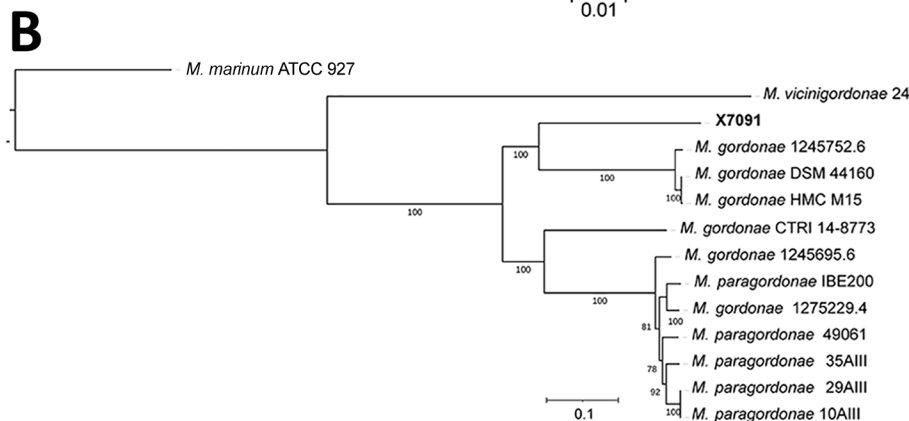 0.01
B
M. marinum ATCC 927
M. vicinigordonae 24
X7091
100
M. gordonae 1245752.6
100
M. gordonae DSM 44160
100
M. gordonae HMC M15
100
M. gordonae CTRI 14-8773
100
M. gordonae 1245695.6
100
M. paragordonae IBE200
M. gordonae 1275229.4
100
81
M. paragordonae 49061
78
M. paragordonae 35AIII
92
M. paragordonae 29AIII
100
M. paragordonae 10AIII
0.1